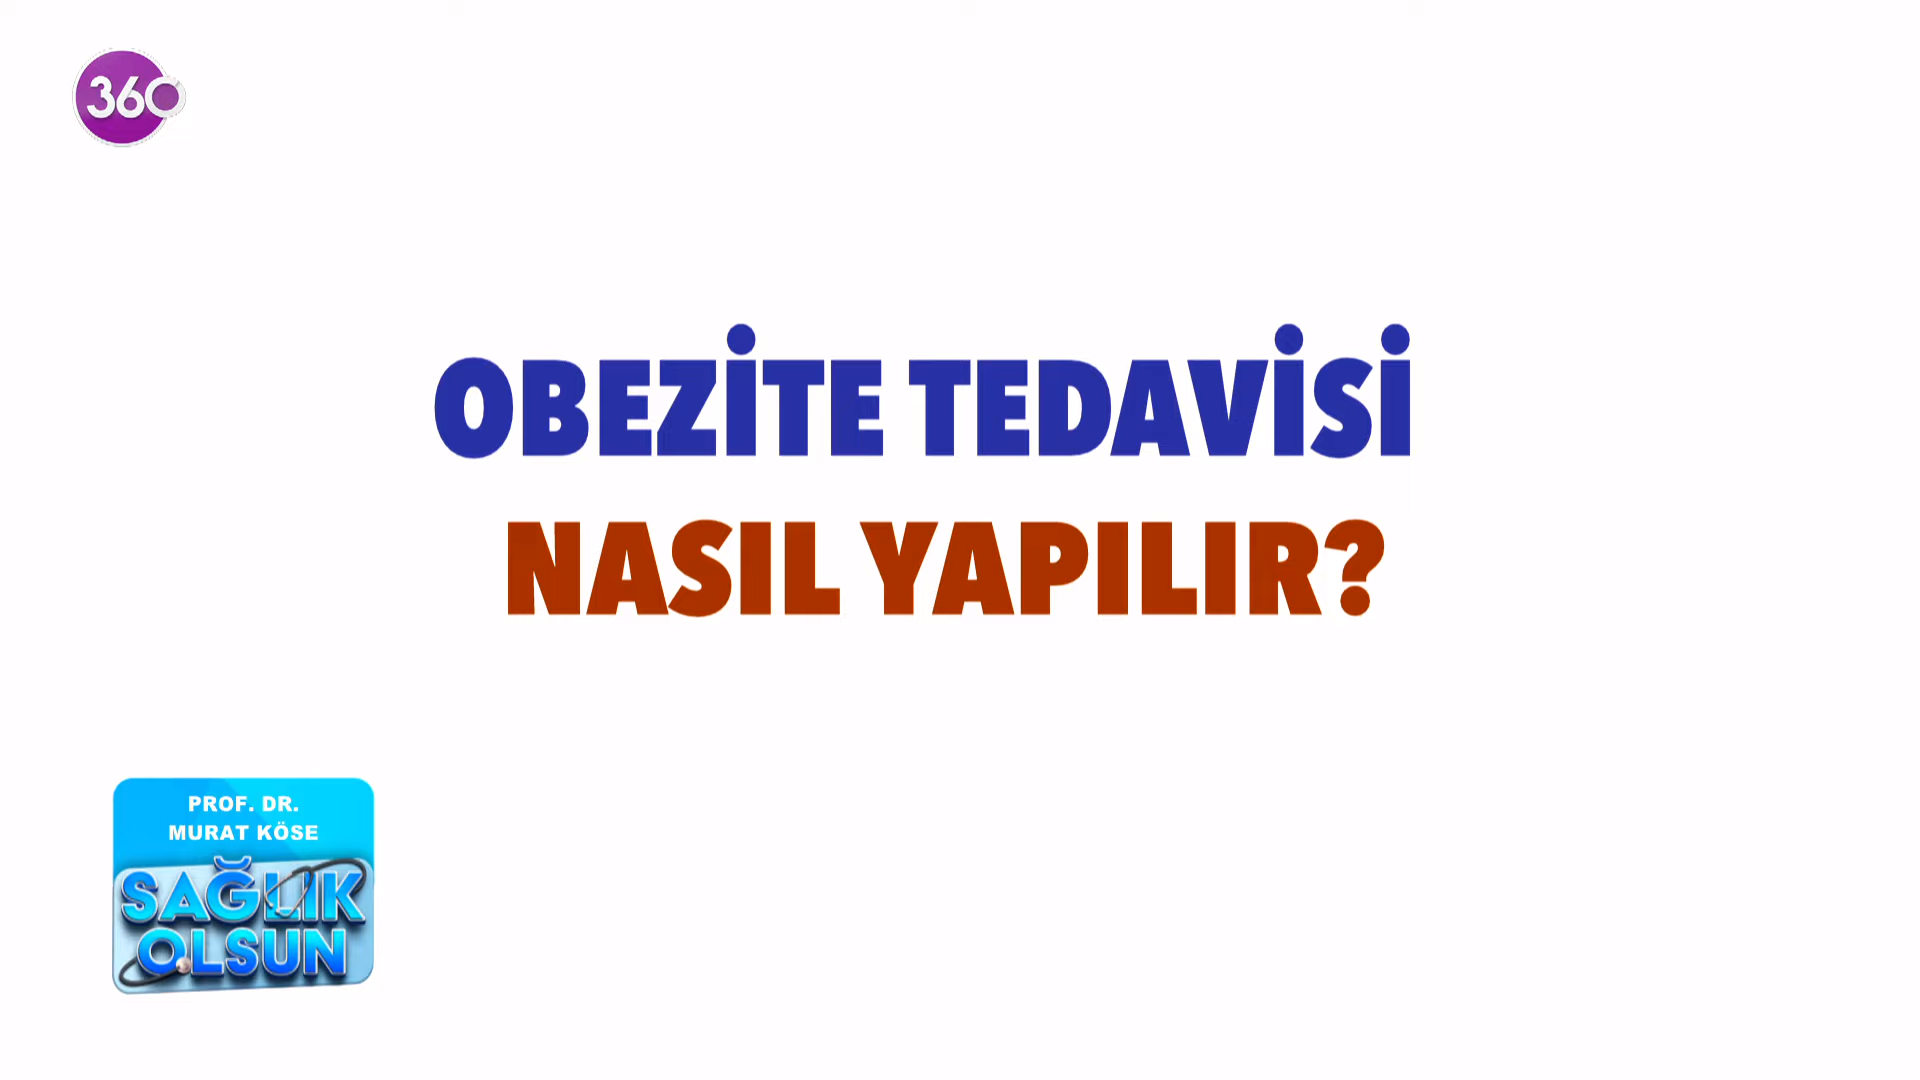 360
OBEZİTE TEDAVİSİ
NASIL YAPILIR?
PROF. DR.
MURAT KÖSE
SAĞLIK
OLSUN